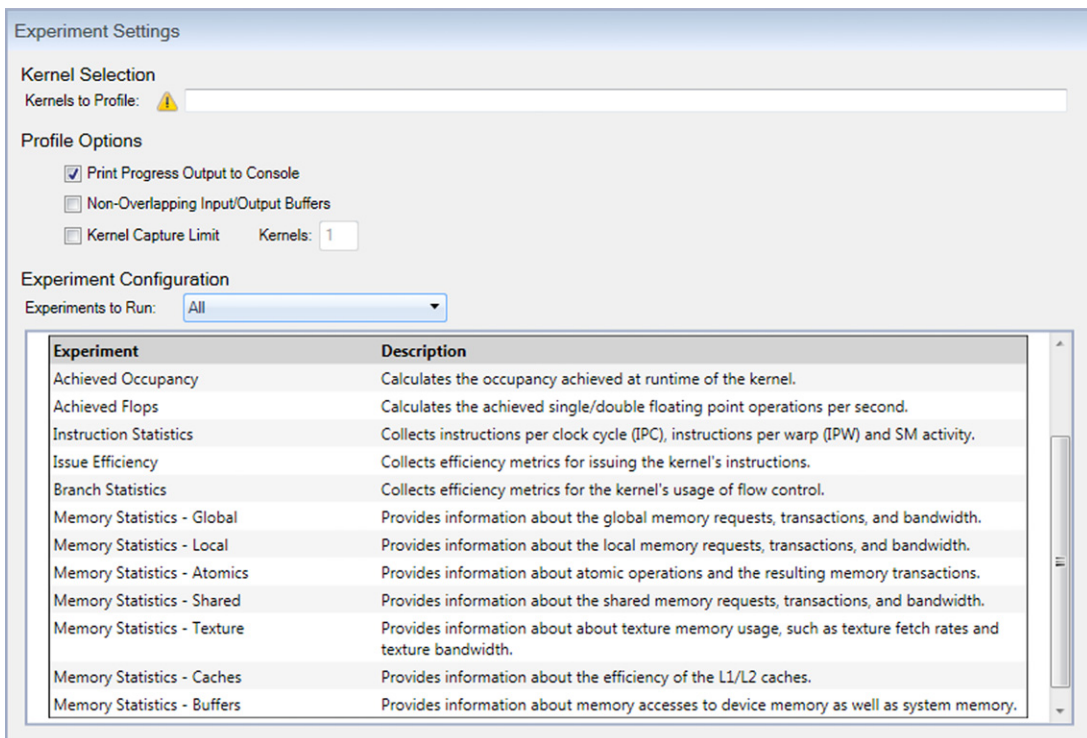 Experiment Settings
Kernel Selection
Kernels to Profile:
Profile Options
Print Progress Output to Console
Non-Overlapping Input/Output Buffers
Kernel Capture Limit Kernels: 1
Experiment Configuration
Experiments to Run: All
Experiment Description
Achieved Occupancy Calculates the occupancy achieved at runtime of the kernel.
Achieved Flops Calculates the achieved single/double floating point operations per second.
Instruction Statistics Collects instructions per clock cycle (IPC), instructions per warp (IPW) and SM activity.
Issue Efficiency Collects efficiency metrics for issuing the kernel's instructions.
Branch Statistics Collects efficiency metrics for the kernel's usage of flow control.
Memory Statistics - Global Provides information about the global memory requests, transactions, and bandwidth.
Memory Statistics - Local Provides information about the local memory requests, transactions, and bandwidth.
Memory Statistics - Atomics Provides information about atomic operations and the resulting memory transactions.
Memory Statistics - Shared Provides information about the shared memory requests, transactions, and bandwidth.
Memory Statistics - Texture Provides information about about texture memory usage, such as texture fetch rates and
texture bandwidth.
Memory Statistics - Caches Provides information about the efficiency of the L1/L2 caches.
Memory Statistics - Buffers Provides information about memory accesses to device memory as well as system memory.